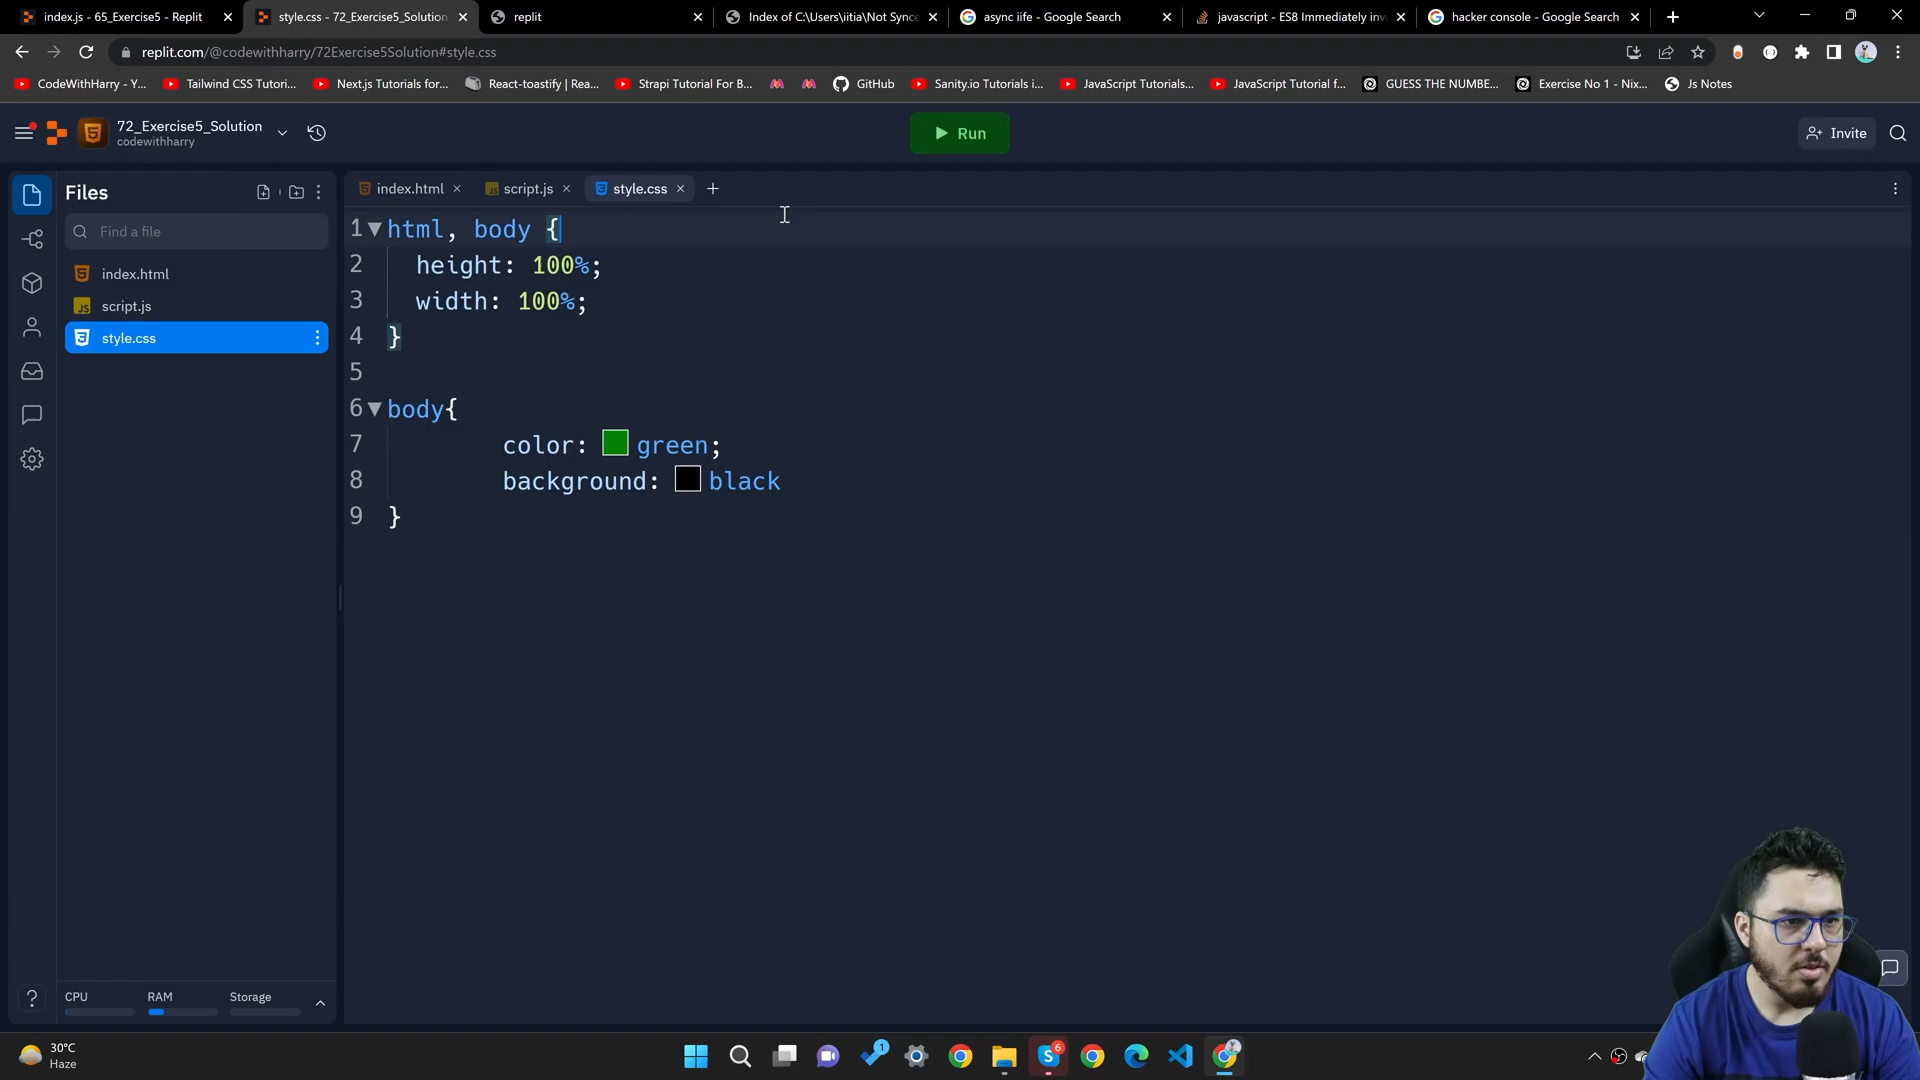 index.js - 65_Exercise5 - Replit
style.css - 72_Exercise5_Solution
replit
Index of C:\Users\iitia\Not Synce
async iife - Google Search
javascript - ES8 Immediately inv
hacker console - Google Search
replit.com/@codewithharry/72Exercise5Solution#style.css
CodeWithHarry - Y...
Tailwind CSS Tutori...
Next.js Tutorials for...
React-toastify | Rea...
Strapi Tutorial For B...
GitHub
Sanity.io Tutorials i...
JavaScript Tutorials...
JavaScript Tutorial f...
GUESS THE NUMBE...
Exercise No 1 - Nix...
Js Notes
72_Exercise5_Solution
codewithharry
Run
Invite
Files
index.html
script.js
style.css
Find a file
index.html
script.js
style.css
1 html, body {
2 height: 100%;
3 width: 100%;
4 }
5
6 body{
7 color: green;
8 background: black
9 }
CPU
RAM
Storage
30°C
Haze
1
6